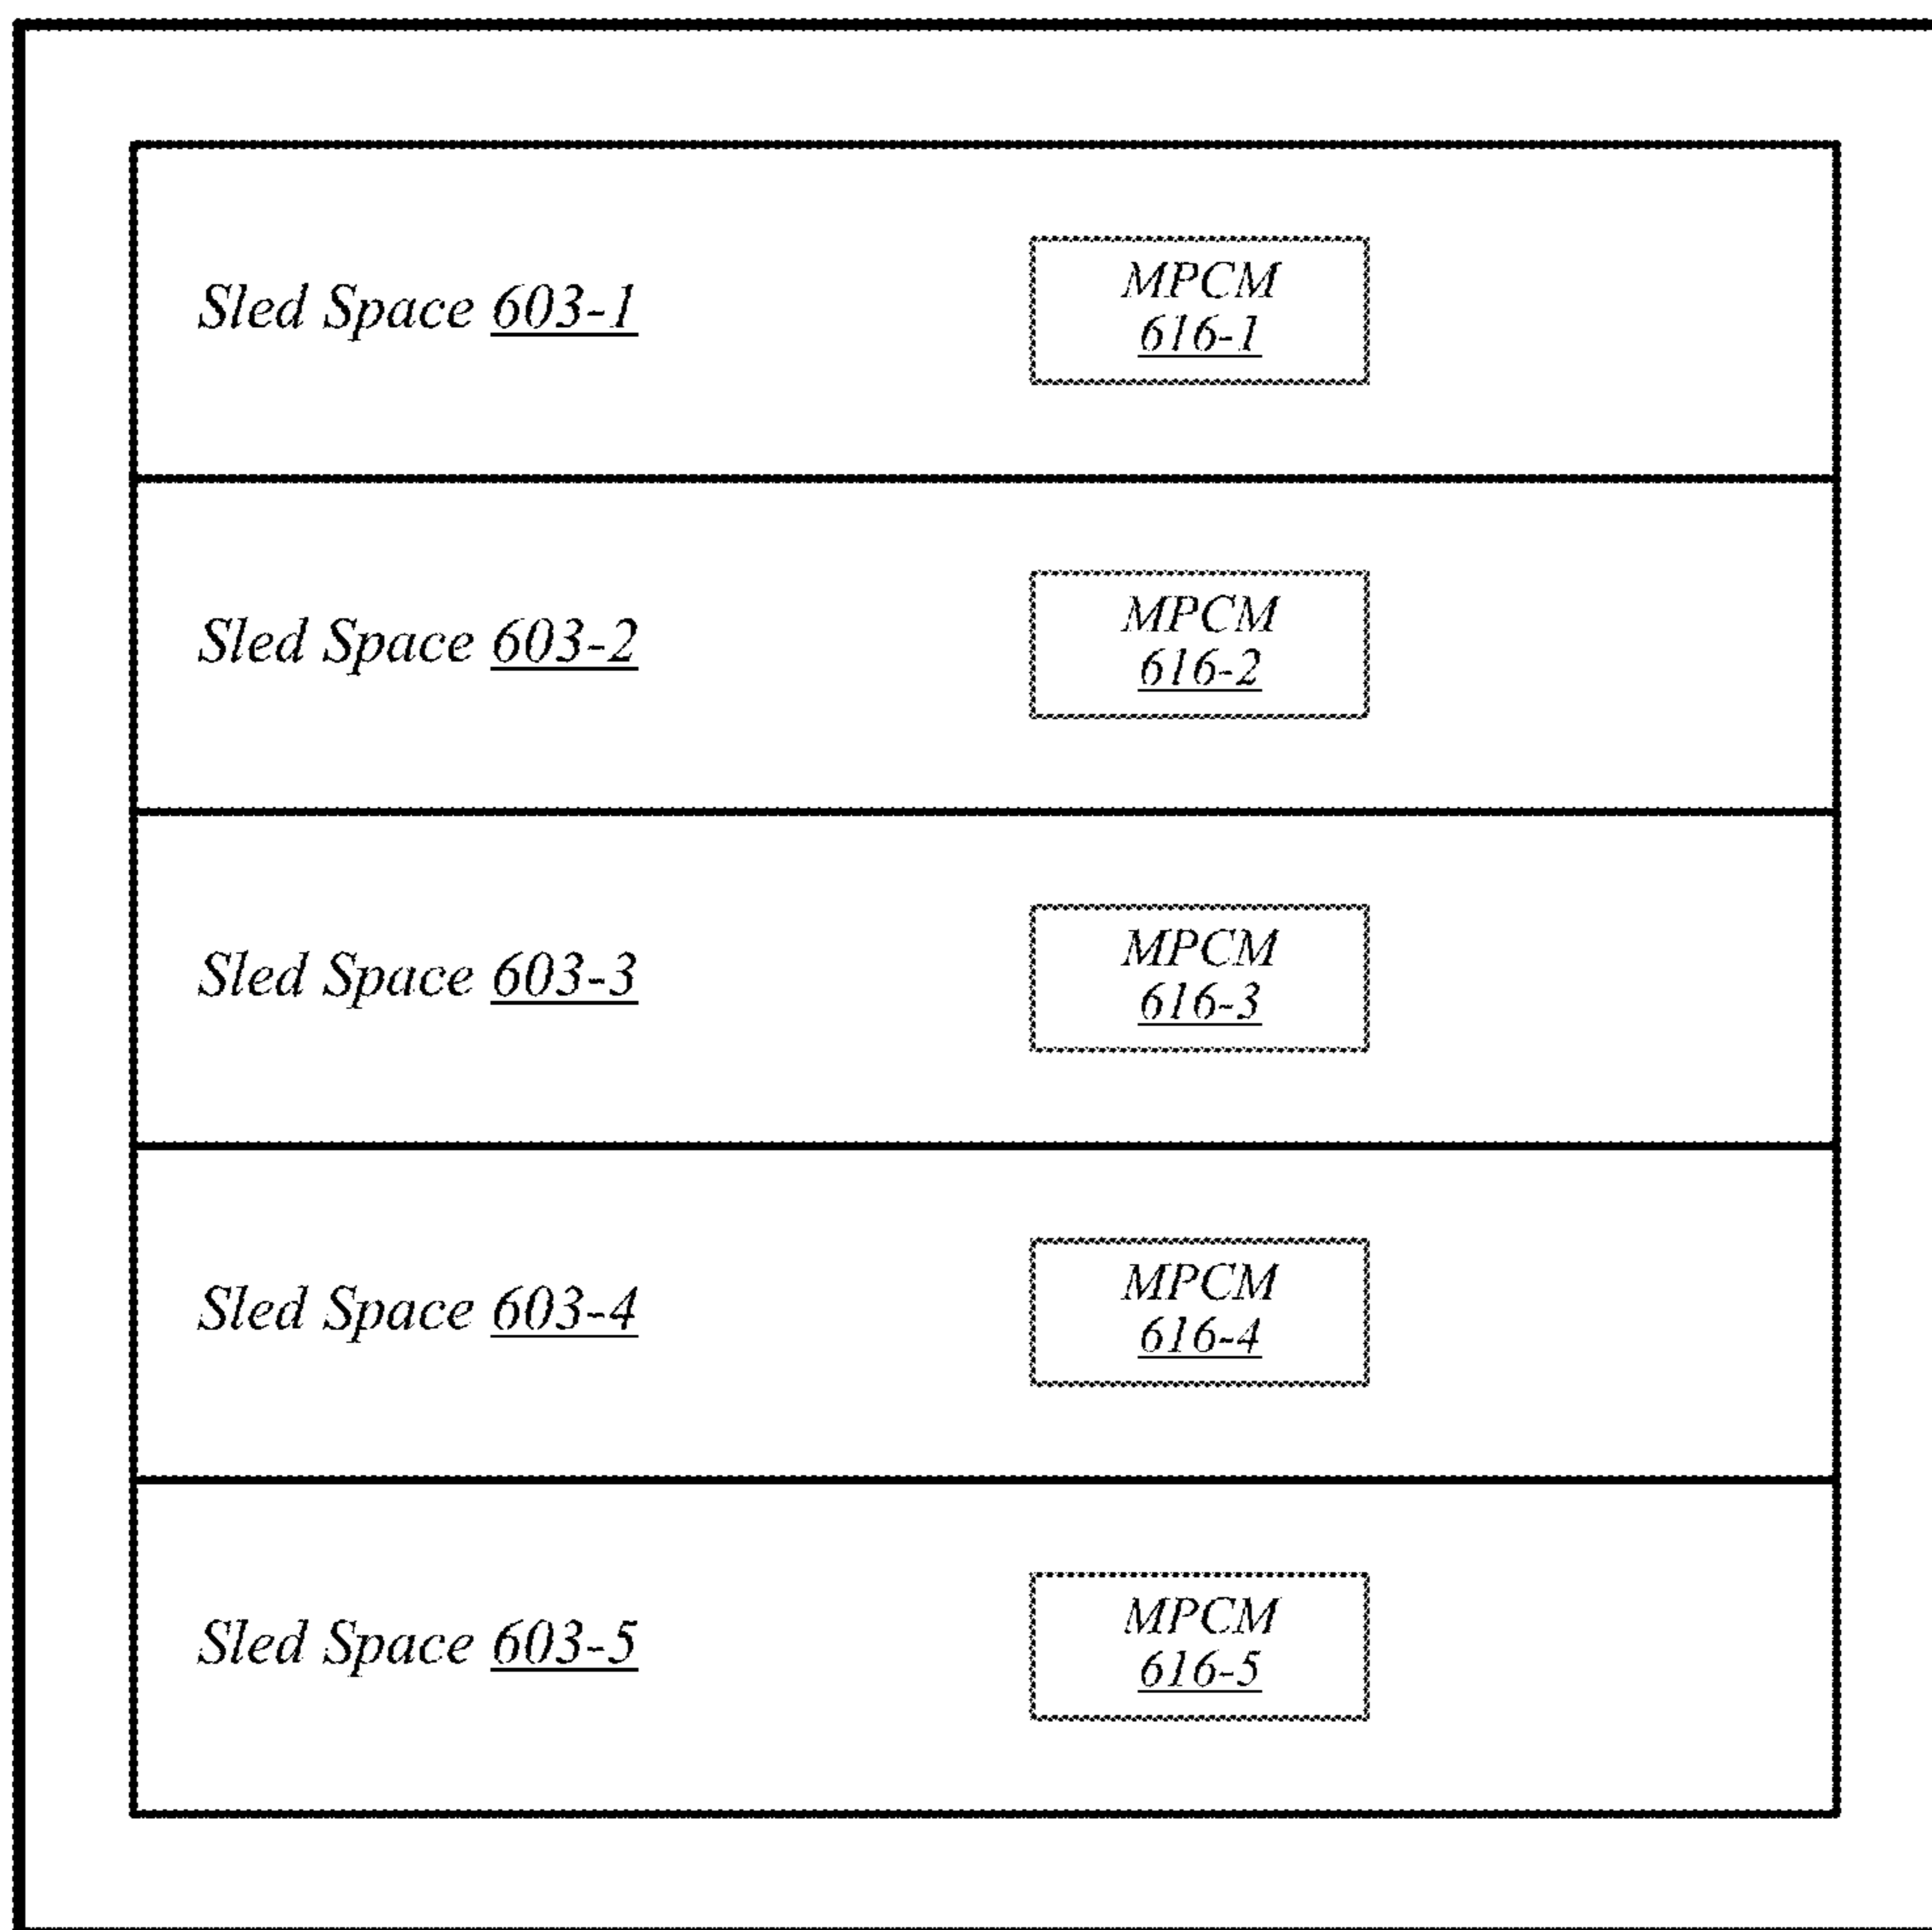 Sled Space 603-1
MPCM
616-1
Sled Space 603-2
MPCM
616-2
Sled Space 603-3
MPCM
616-3
Sled Space 603-4
MPCM
616-4
Sled Space 603-5
MPCM
616-5